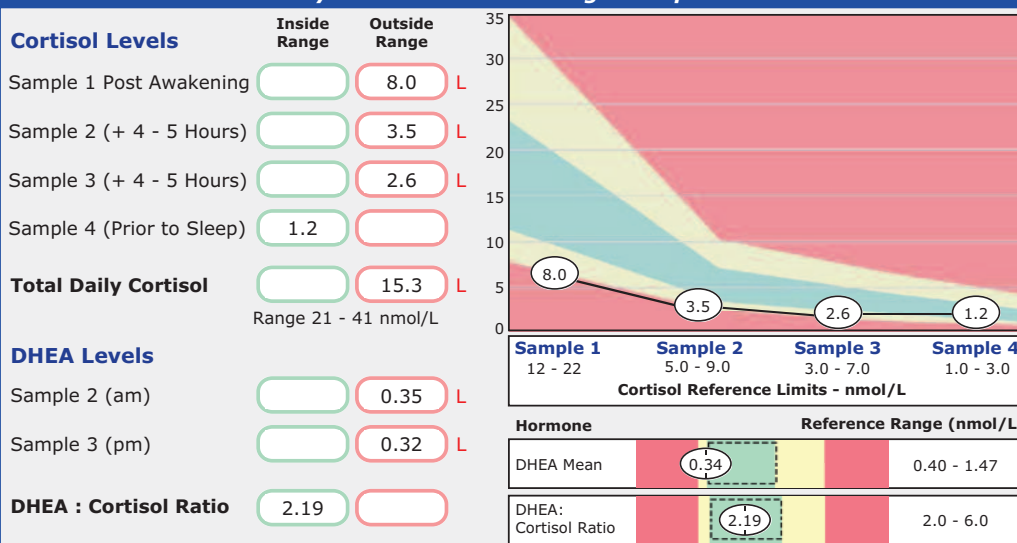 Inside Range
Outside Range
Cortisol Levels
Sample 1 Post Awakening 8.0 L
Sample 2 (+ 4 - 5 Hours) 3.5 L
Sample 3 (+ 4 - 5 Hours) 2.6 L
Sample 4 (Prior to Sleep) 1.2
Total Daily Cortisol 15.3 L
Range 21 - 41 nmol/L
DHEA Levels
Sample 2 (am) 0.35 L
Sample 3 (pm) 0.32 L
DHEA : Cortisol Ratio 2.19
35
30
25
20
15
10
5
0
8.0
3.5
2.6
1.2
Sample 1 Sample 2 Sample 3 Sample 4
12 - 22 5.0 - 9.0 3.0 - 7.0 1.0 - 3.0
Cortisol Reference Limits - nmol/L
Hormone Reference Range (nmol/L
DHEA Mean 0.34 0.40 - 1.47
DHEA:
Cortisol Ratio 2.19 2.0 - 6.0